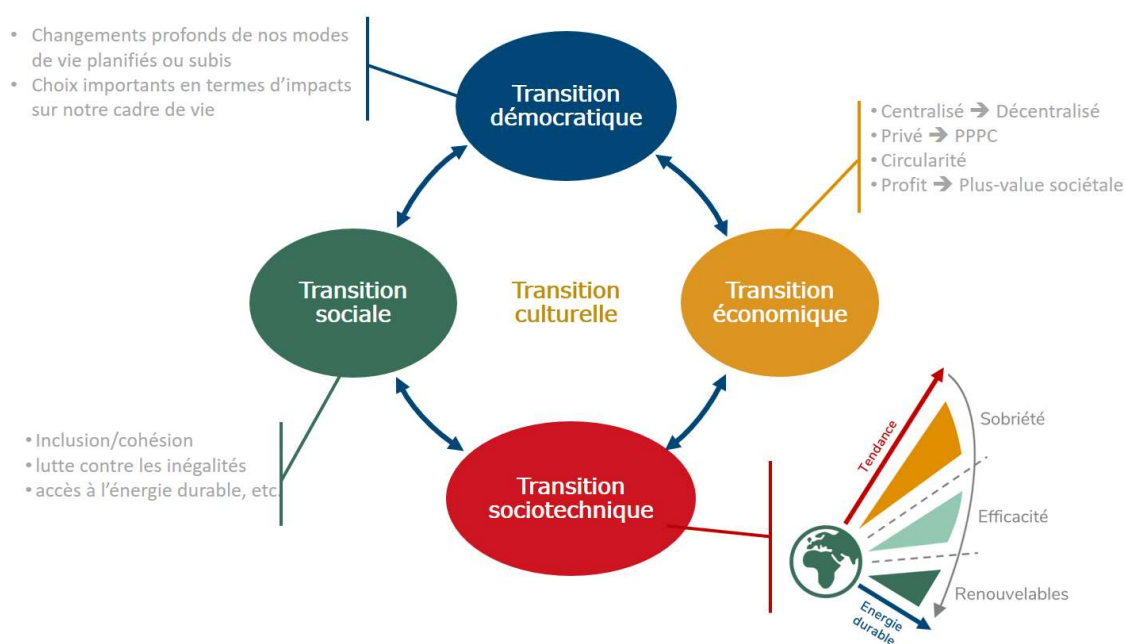 • Changements profonds de nos modes
de vie planifiés ou subis
• Choix importants en termes d'impacts
sur notre cadre de vie
Transition
démocratique
• Centralisé ➔ Décentralisé
• Privé ➔ PPPC
• Circularité
• Profit ➔ Plus-value sociétale
Transition
sociale
Transition
culturelle
Transition
économique
• Inclusion/cohésion
• lutte contre les inégalités
• accès à l'énergie durable, etc.
Transition
sociotechnique
Tendance
Sobriété
Efficacité
Renouvelables
Energie
durable